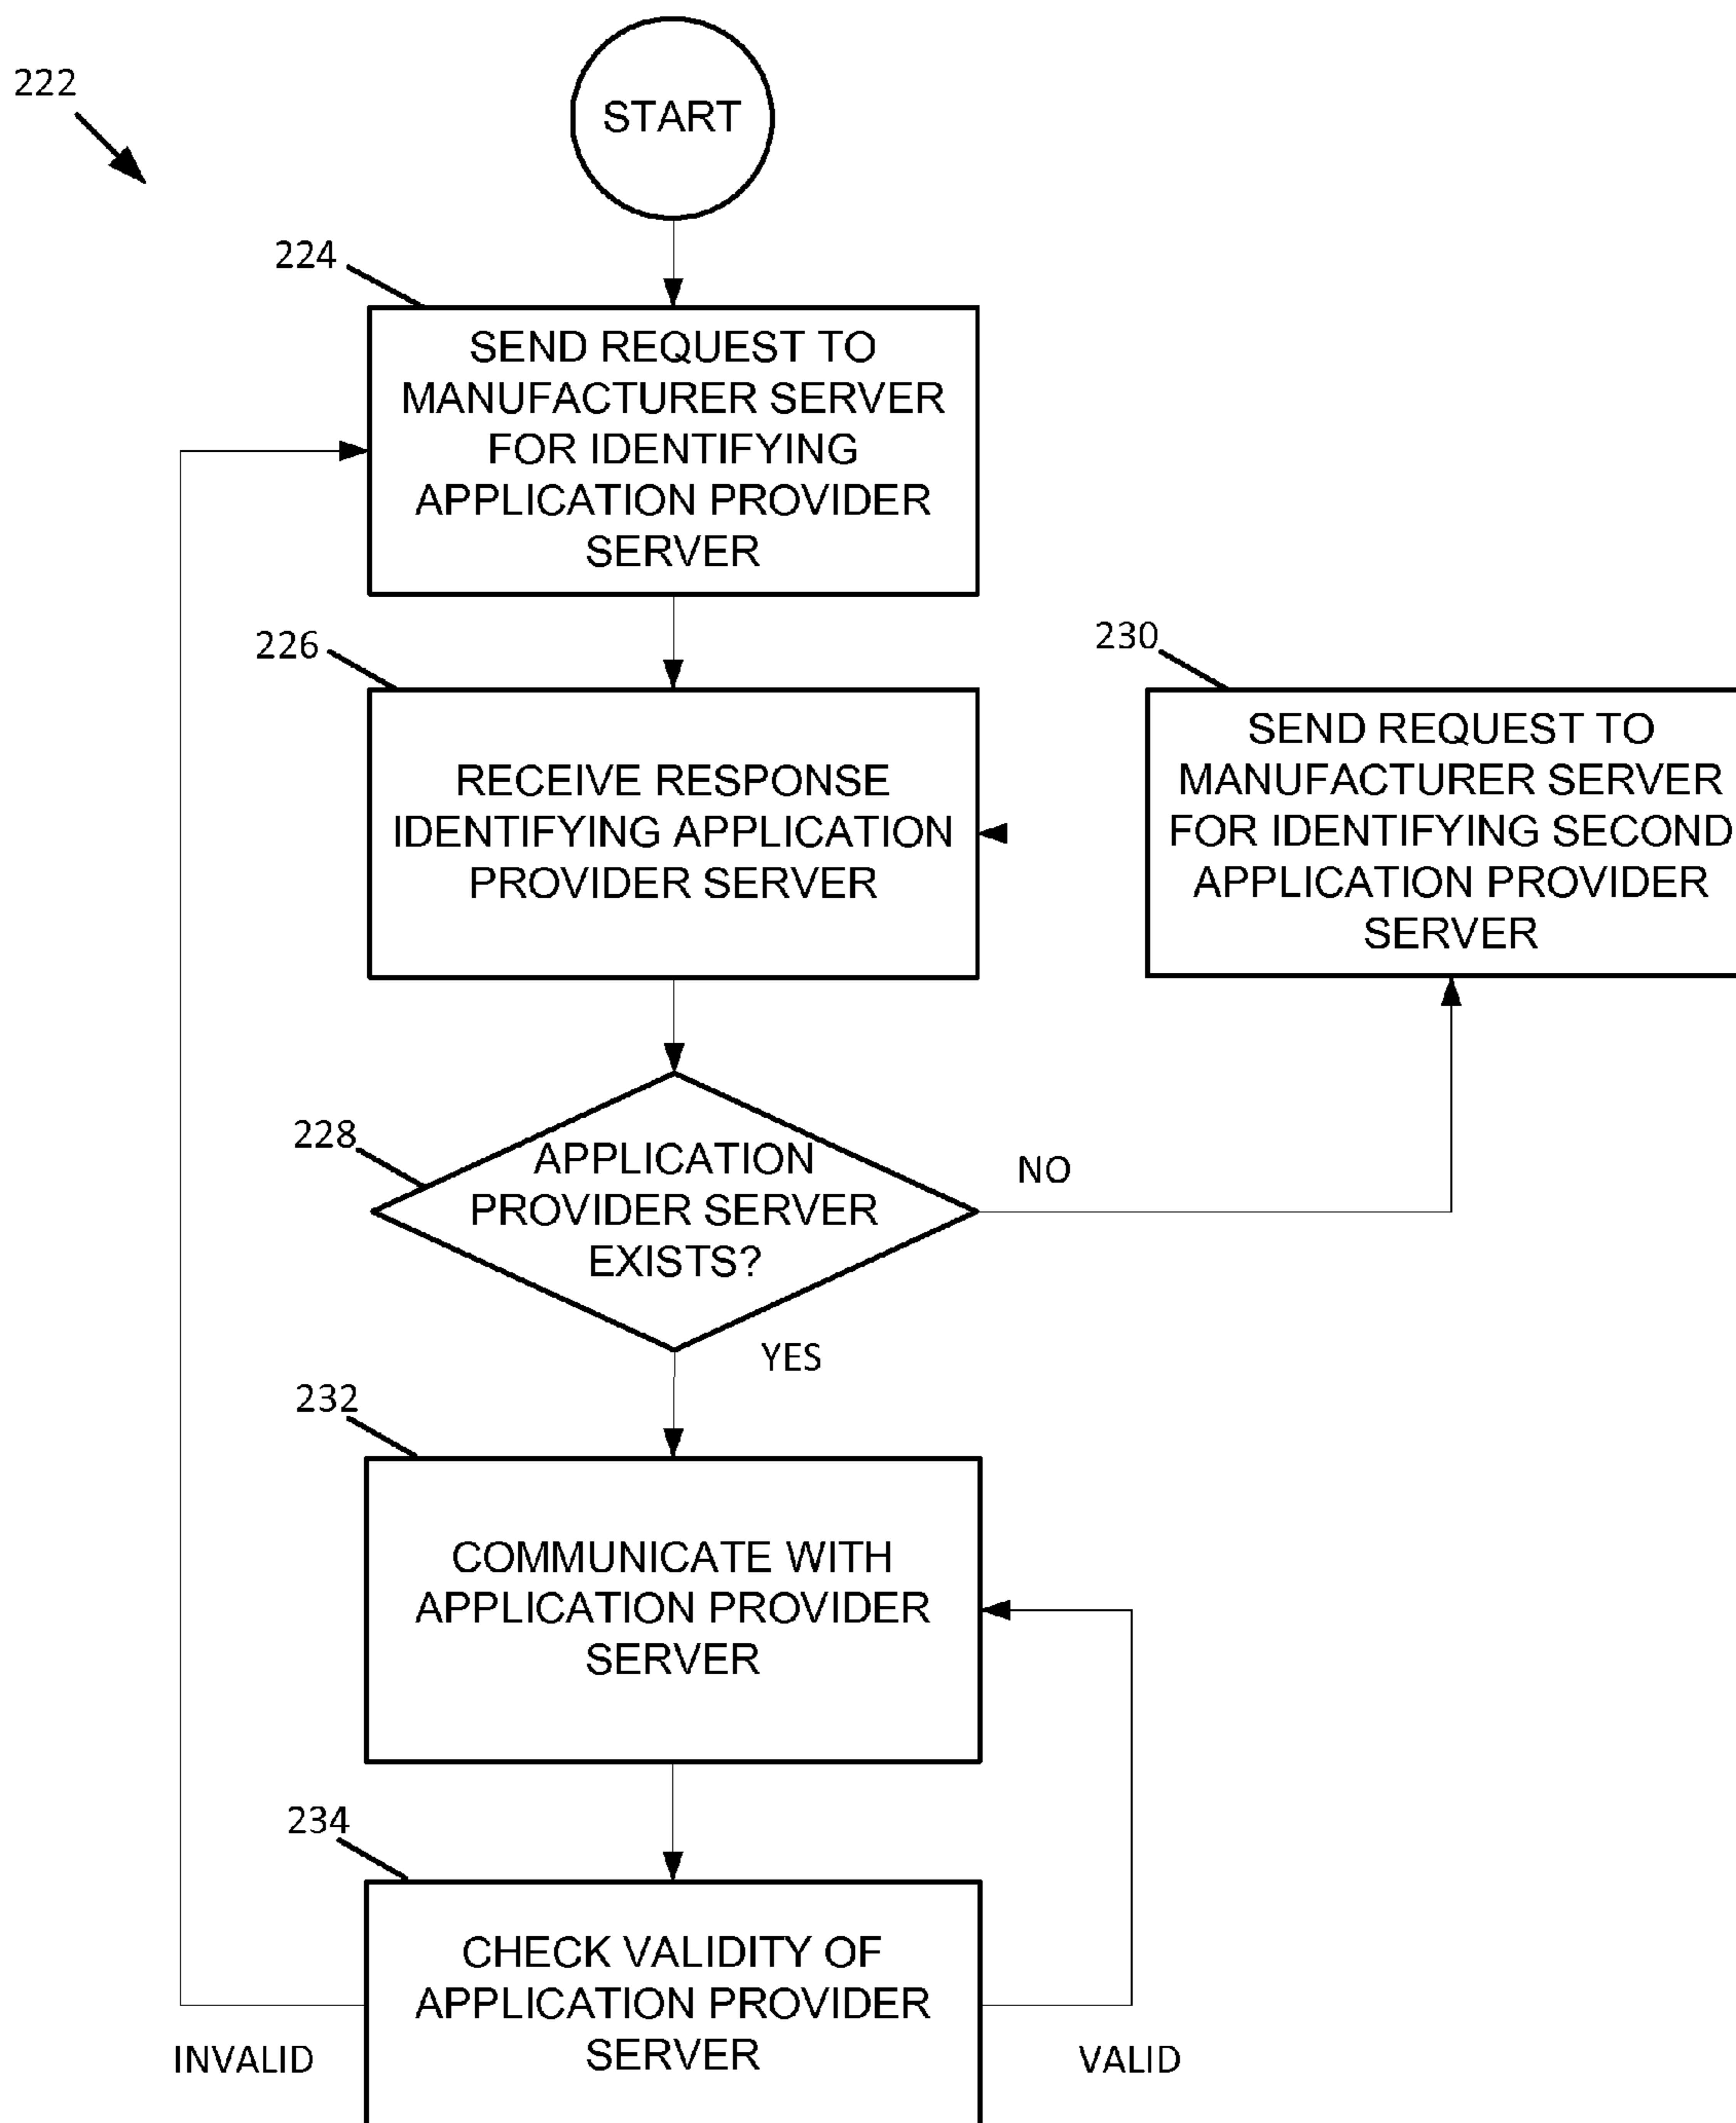 222
START
224
SEND REQUEST TO
MANUFACTURER SERVER
FOR IDENTIFYING
APPLICATION PROVIDER
SERVER
226
RECEIVE RESPONSE
IDENTIFYING APPLICATION
PROVIDER SERVER
230
SEND REQUEST TO
MANUFACTURER SERVER
FOR IDENTIFYING SECOND
APPLICATION PROVIDER
SERVER
228
APPLICATION
PROVIDER SERVER
EXISTS?
NO
YES
232
COMMUNICATE WITH
APPLICATION PROVIDER
SERVER
234
CHECK VALIDITY OF
APPLICATION PROVIDER
SERVER
INVALID
VALID